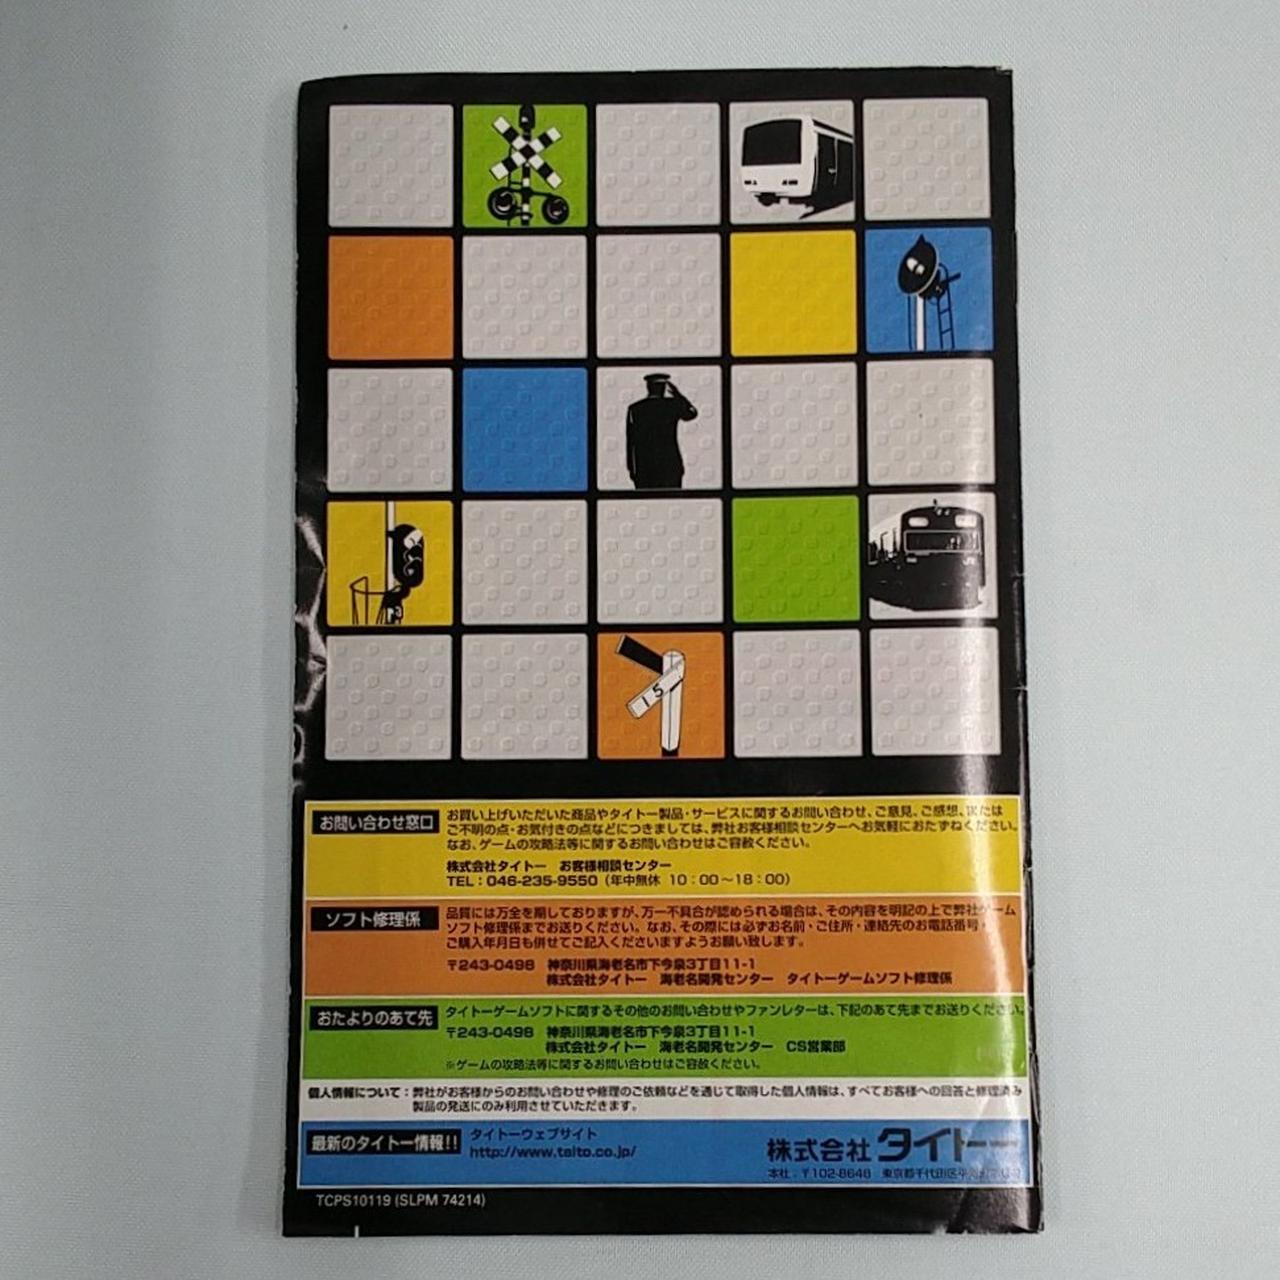 15
お問い合わせ窓口
お買い上げいただいた商品やタイトー製品・サービスに関するお問い合わせ、ご意見、ご感想、または
ご不明の点・お気付きの点などにつきましては、弊社お客様相談センターへお気軽におたずねください。
なお、ゲームの攻略法等に関するお問い合わせはご容赦ください。
株式会社タイトー お客様相談センター
TEL：046-235-9550（年中無休 10：00～18：00）
ソフト修理係
品質には万全を期しておりますが、万一不具合が認められる場合は、その内容を明記の上で弊社ゲーム
ソフト修理係までお送りください。なお、その際には必ずお名前・ご住所・連絡先のお電話番号・
ご購入年月日も併せてご記入くださいますようお願い致します。
〒243-0498 神奈川県海老名市下今泉3丁目11-1
株式会社タイトー 海老名開発センター タイトーゲームソフト修理係
おたよりのあて先
タイトーゲームソフトに関するその他のお問い合わせやファンレターは、下記のあて先までお送りください。
〒243-0498 神奈川県海老名市下今泉3丁目11-1
株式会社タイトー 海老名開発センター CS営業部
※ゲームの攻略法等に関するお問い合わせはご容赦ください。
個人情報について：弊社がお客様からのお問い合わせや修理のご依頼などを通じて取得した個人情報は、すべてお客様への回答と修理済み
製品の発送にのみ利用させていただきます。
最新のタイトー情報!!
タイトーウェブサイト
http://www.taito.co.jp/
株式会社 タイトー
本社：〒102-8648 東京都千代田区平河町
TCPS10119 (SLPM 74214)